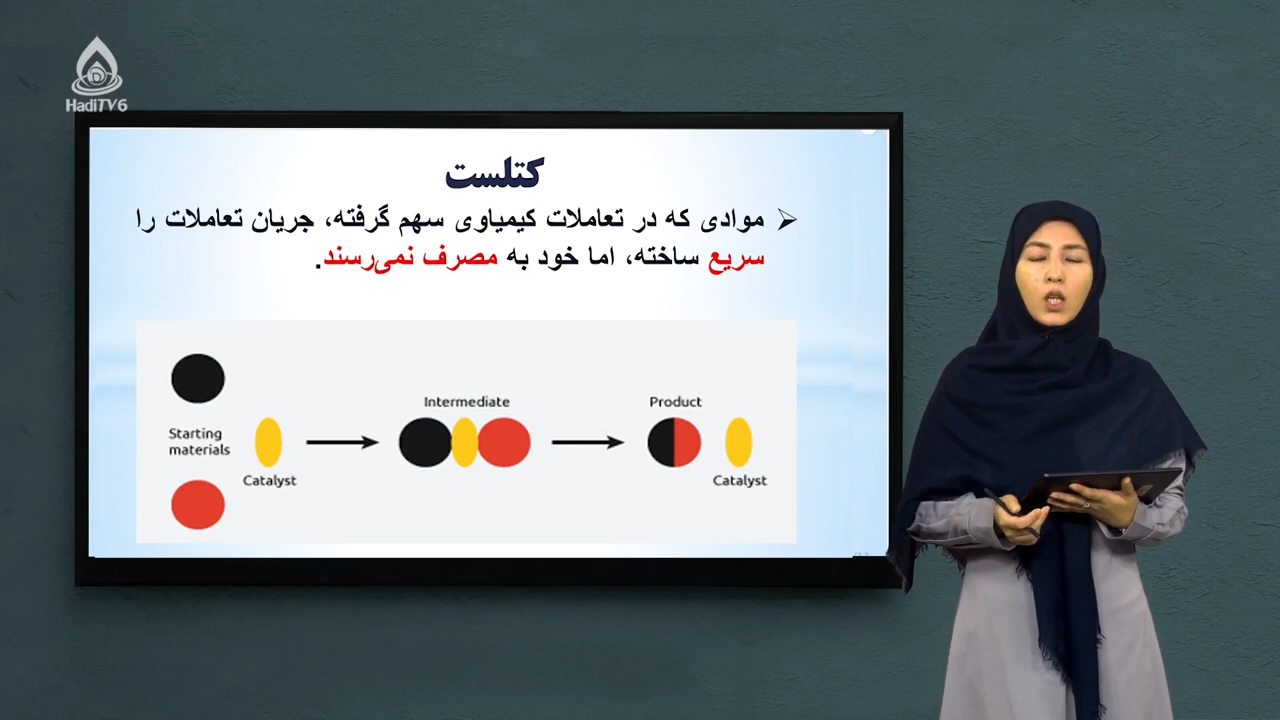 HadiTV6
کتلست
موادی که در تعاملات کیمیاوی سهم گرفته، جریان تعاملات را
سریع ساخته، اما خود به مصرف نمی‌رسند.
Starting
materials
Catalyst
Intermediate
Product
Catalyst